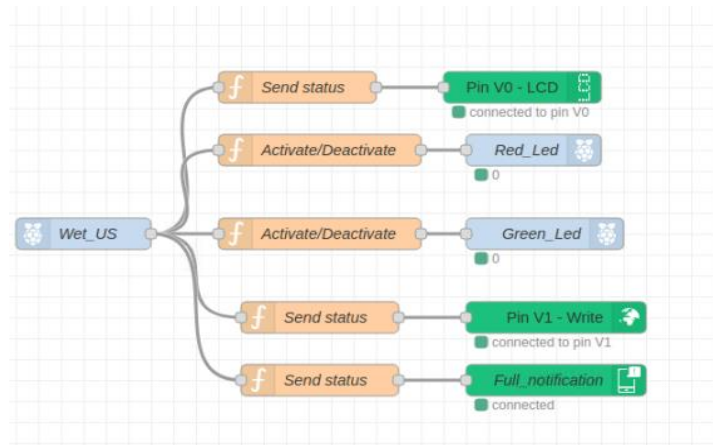 Send status
Pin V0 - LCD
connected to pin V0
Activate/Deactivate
Red_Led
0
Wet_US
Activate/Deactivate
Green_Led
0
Send status
Pin V1 - Write
connected to pin V1
Send status
Full_notification
connected